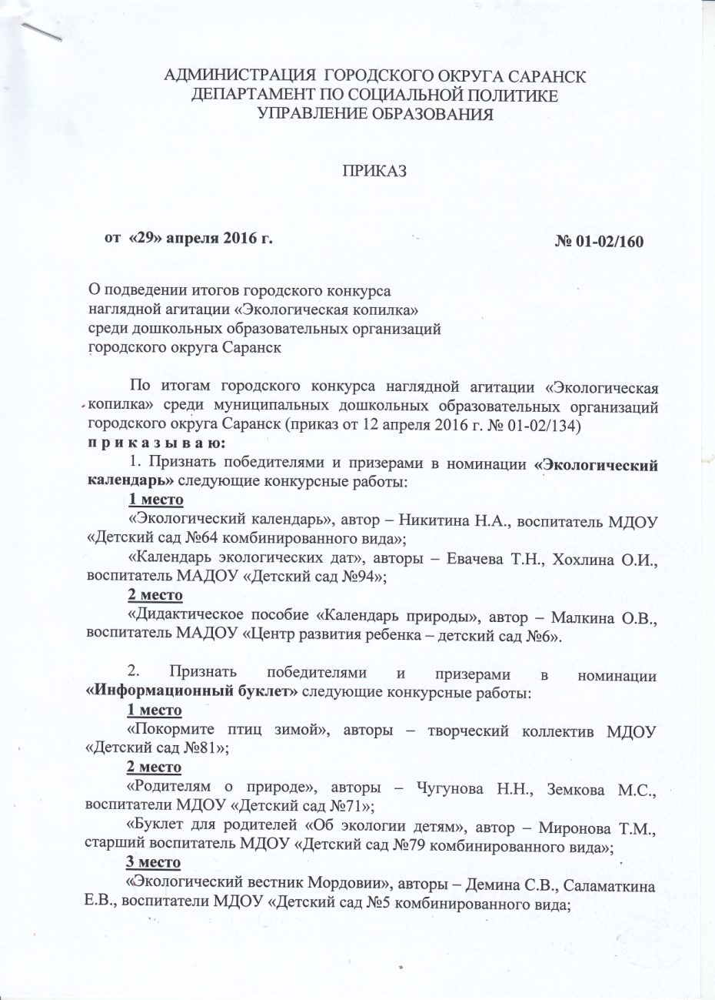 АДМИНИСТРАЦИЯ ГОРОДСКОГО ОКРУГА САРАНСК
ДЕПАРТАМЕНТ ПО СОЦИАЛЬНОЙ ПОЛИТИКЕ
УПРАВЛЕНИЕ ОБРАЗОВАНИЯ
ПРИКАЗ
от «29» апреля 2016 г. № 01-02/160
О подведении итогов городского конкурса
наглядной агитации «Экологическая копилка»
среди дошкольных образовательных организаций
городского округа Саранск
По итогам городского конкурса наглядной агитации «Экологическая
копилка» среди муниципальных дошкольных образовательных организаций
городского округа Саранск (приказ от 12 апреля 2016 г. № 01-02/134)
п р и к а з ы в а ю:
1. Признать победителями и призерами в номинации «Экологический
календарь» следующие конкурсные работы:
1 место
«Экологический календарь», автор – Никитина Н.А., воспитатель МДОУ
«Детский сад №64 комбинированного вида»;
«Календарь экологических дат», авторы – Евачева Т.Н., Хохлина О.И.,
воспитатель МАДОУ «Детский сад №94»;
2 место
«Дидактическое пособие «Календарь природы», автор – Малкина О.В.,
воспитатель МАДОУ «Центр развития ребенка – детский сад №6».
2. Признать победителями и призерами в номинации
«Информационный буклет» следующие конкурсные работы:
1 место
«Покормите птиц зимой», авторы – творческий коллектив МДОУ
«Детский сад №81»;
2 место
«Родителям о природе», авторы – Чугунова Н.Н., Земкова М.С.,
воспитатели МДОУ «Детский сад №71»;
«Буклет для родителей «Об экологии детям», автор – Миронова Т.М.,
старший воспитатель МДОУ «Детский сад №79 комбинированного вида»;
3 место
«Экологический вестник Мордовии», авторы – Демина С.В., Саламаткина
Е.В., воспитатели МДОУ «Детский сад №5 комбинированного вида;